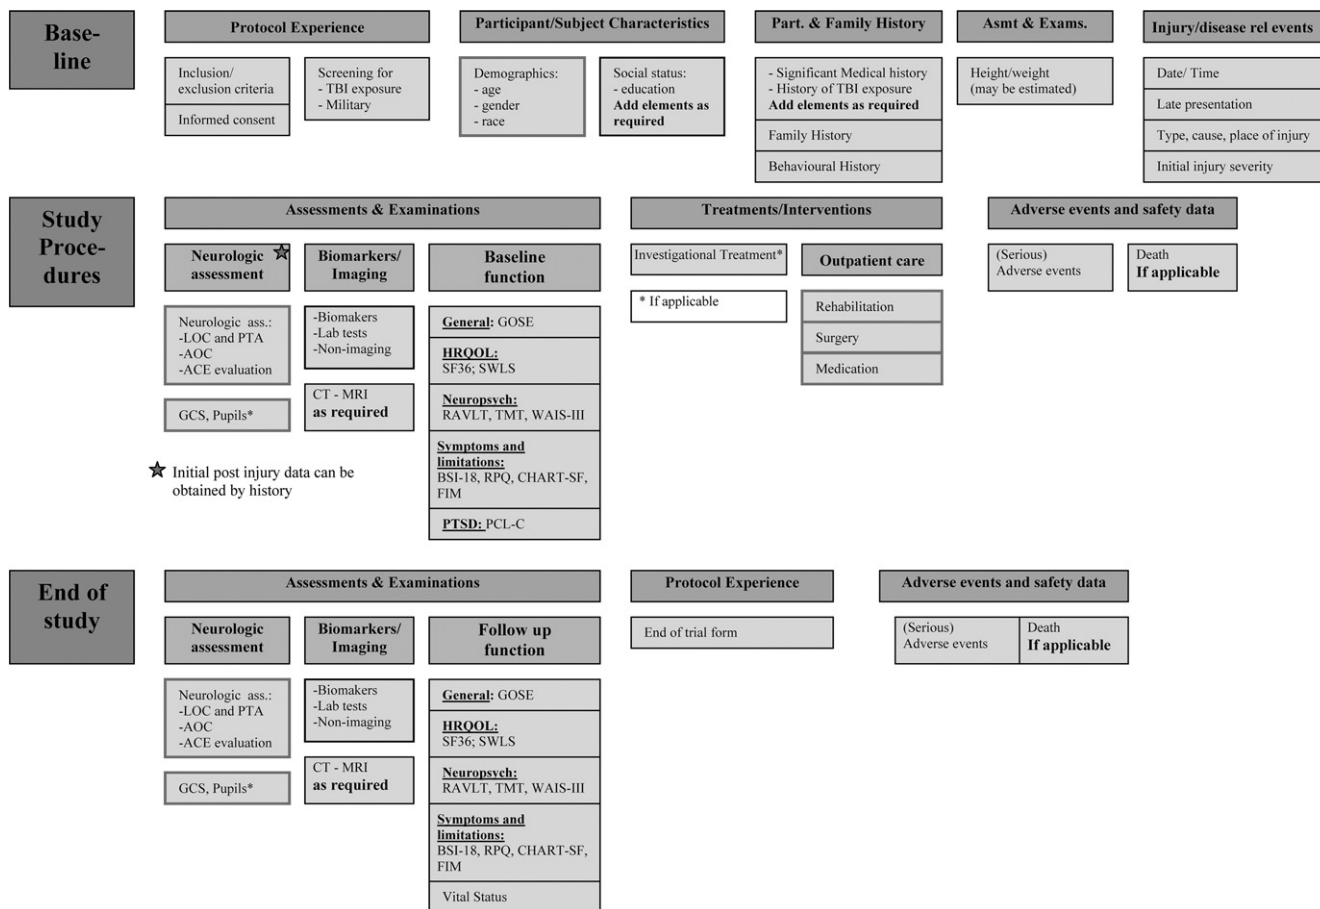 Base-
line
Protocol Experience
Inclusion/
exclusion criteria
Informed consent
Screening for
- TBI exposure
- Military
Participant/Subject Characteristics
Demographics:
- age
- gender
- race
Social status:
- education
Add elements as
required
Part. & Family History
- Significant Medical history
- History of TBI exposure
Add elements as required
Family History
Behavioural History
Asmt & Exams.
Height/weight
(may be estimated)
Injury/disease rel events
Date/ Time
Late presentation
Type, cause, place of injury
Initial injury severity
Study
Proce-
dures
Assessments & Examinations
Neurologic
assessment
Neurologic ass.:
-LOC and PTA
-AOC
-ACE evaluation
GCS, Pupils*
Initial post injury data can be
obtained by history
Biomarkers/
Imaging
-Biomakers
-Lab tests
-Non-imaging
CT - MRI
as required
Baseline
function
General: GOSE
HRQOL:
SF36; SWLS
Neuropsych:
RAVLT, TMT, WAIS-III
Symptoms and
limitations:
BSI-18, RPQ, CHART-SF,
FIM
PTSD: PCL-C
Treatments/Interventions
Investigational Treatment*
* If applicable
Outpatient care
Rehabilitation
Surgery
Medication
Adverse events and safety data
(Serious)
Adverse events
Death
If applicable
End of
study
Assessments & Examinations
Neurologic
assessment
Neurologic ass.:
-LOC and PTA
-AOC
-ACE evaluation
GCS, Pupils*
Biomarkers/
Imaging
-Biomakers
-Lab tests
-Non-imaging
CT - MRI
as required
Follow up
function
General: GOSE
HRQOL:
SF36; SWLS
Neuropsych:
RAVLT, TMT, WAIS-III
Symptoms and
limitations:
BSI-18, RPQ, CHART-SF,
FIM
Vital Status
Protocol Experience
End of trial form
Adverse events and safety data
(Serious)
Adverse events
Death
If applicable